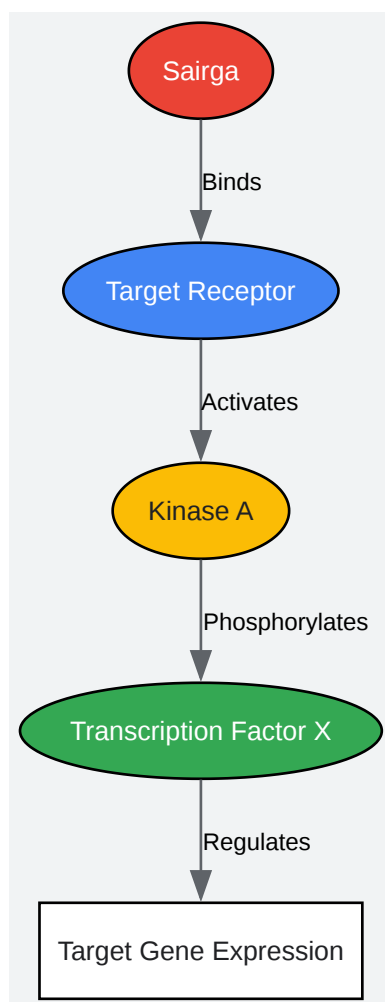 Sairga
Binds
Target Receptor
Activates
Kinase A
Phosphorylates
Transcription Factor X
Regulates
Target Gene Expression